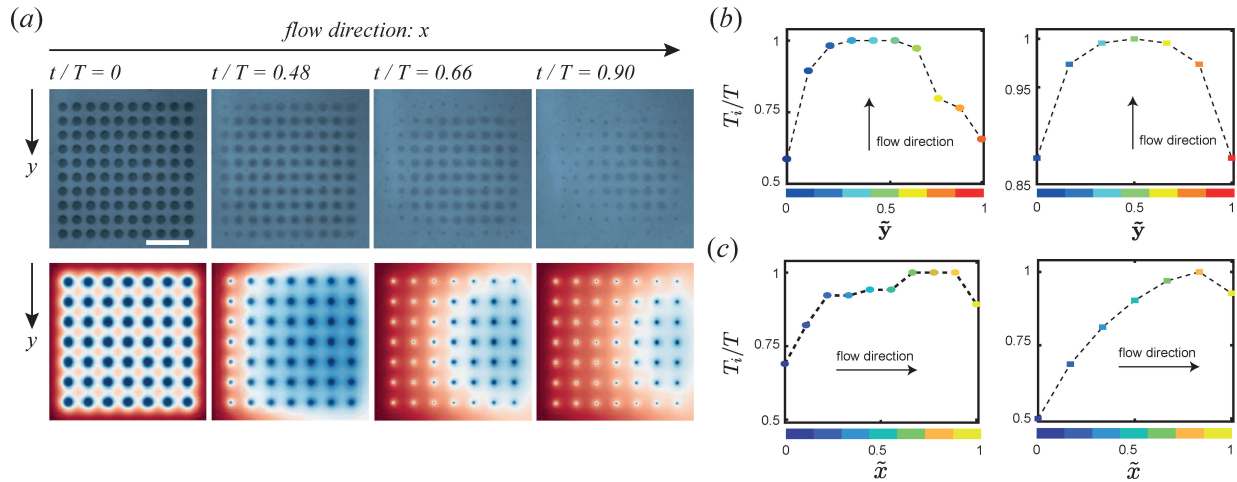 (a)
flow direction: x
t / T = 0
t / T = 0.48
t / T = 0.66
t / T = 0.90
y
y
(b)
T_i/T
1
0.75
0.5
flow direction
0
0.5
1
ỹ
1
0.95
0.85
flow direction
0
0.5
1
ỹ
(c)
T_i/T
1
0.75
0.5
flow direction
0
0.5
1
x̃
1
0.75
0.5
flow direction
0
0.5
1
x̃